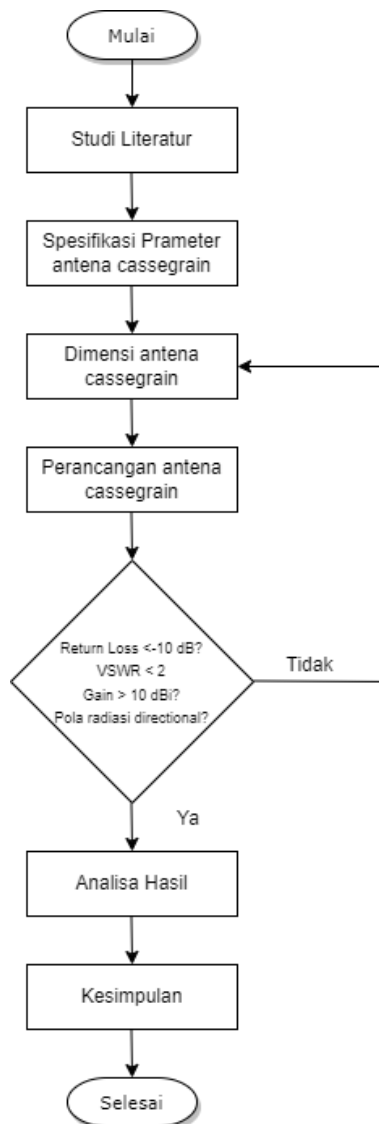 Mulai
Studi Literatur
Spesifikasi Prameter
antena cassegrain
Dimensi antena
cassegrain
Perancangan antena
cassegrain
Return Loss <-10 dB?
VSWR < 2
Gain > 10 dBi?
Pola radiasi directional?
Tidak
Ya
Analisa Hasil
Kesimpulan
Selesai